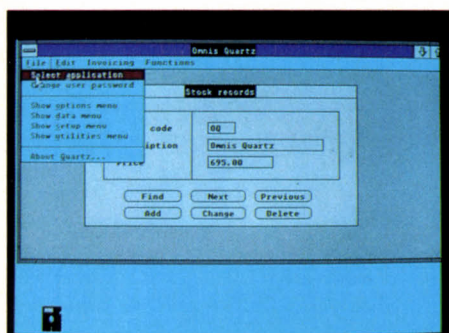 Omnis Quartz
File Edit Invoicing Functions
Select application
Change user password
Show options menu
Show data menu
Show setup menu
Show utilities menu
About Quartz...
Stock records
code
OQ
iption
Omnis Quartz
Price
695.00
Find Next Previous
Add Change Delete